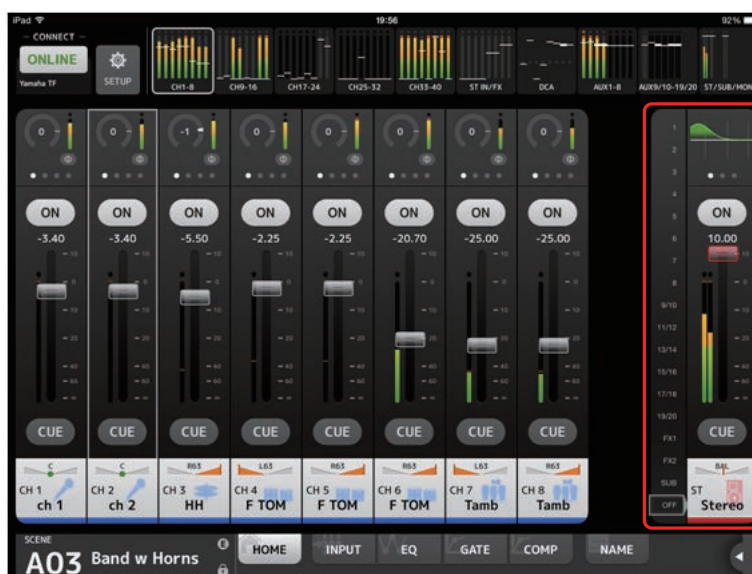 iPad 19:56 92%
CONNECT
ONLINE
Yamaha TF
SETUP
CH1-8 CH9-16 CH17-24 CH25-32 CH33-40 ST IN/FX DCA AUX1-8 AUX9/10-19/20 ST/SUB/MON
0 0 -1 0 0 0 0 0
ON ON ON ON ON ON ON ON ON
-3.40 -3.40 -5.50 -2.25 -2.25 -20.70 -25.00 -25.00 10.00
1
2
3
4
5
6
7
8
9/10
11/12
13/14
15/16
17/18
19/20
FX1
FX2
SUB
OFF
CUE CUE CUE CUE CUE CUE CUE CUE CUE
C C R63 L63 R63 R63 L63 R63 BAL
CH 1 CH 2 CH 3 CH 4 CH 5 CH 6 CH 7 CH 8 ST
ch 1 ch 2 HH F TOM F TOM F TOM Tamb Tamb Stereo
SCENE
A03 Band w Horns
HOME INPUT EQ GATE COMP NAME